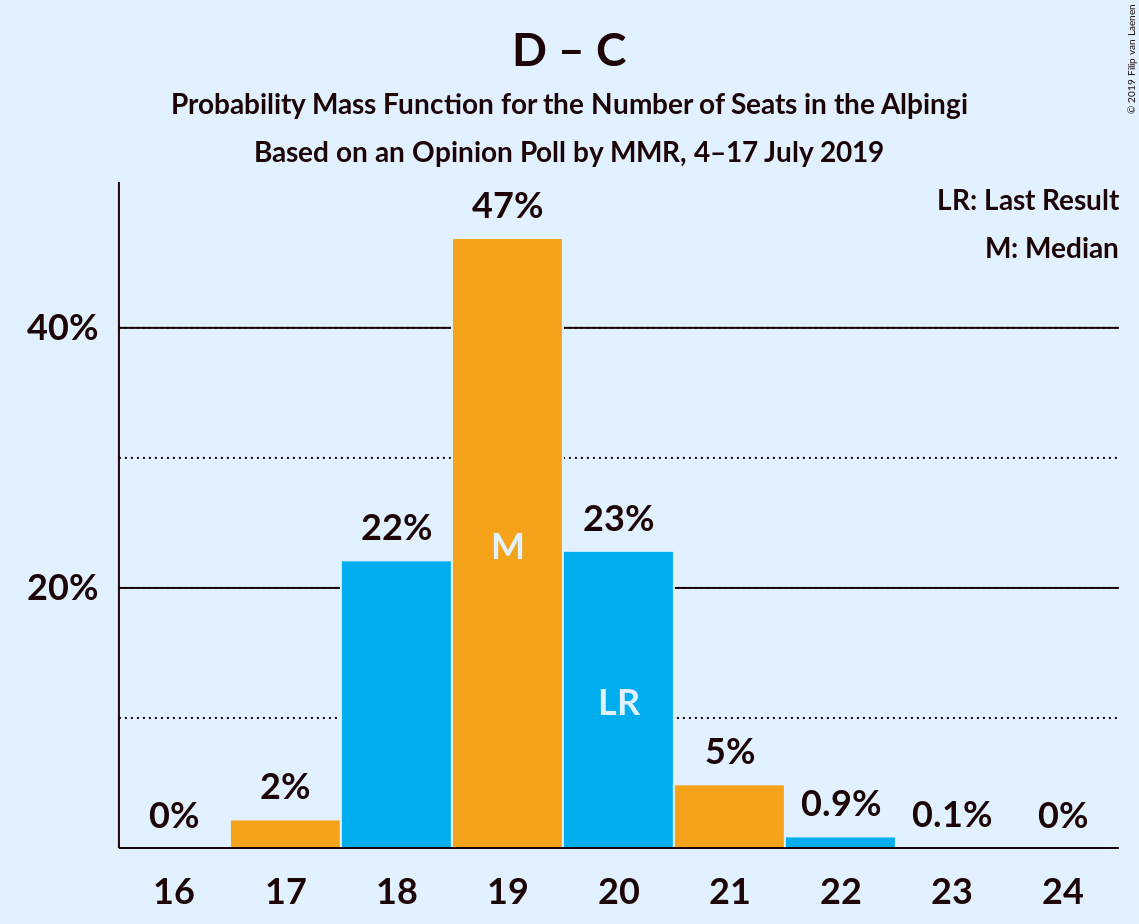 D – C
Probability Mass Function for the Number of Seats in the Alþingi
Based on an Opinion Poll by MMR, 4–17 July 2019
© 2019 Filip van Laenen
LR: Last Result
M: Median
47%
40%
23%
22%
M
20%
LR
5%
2%
0.9%
0.1%
0%
0%
16 17 18 19 20 21 22 23 24